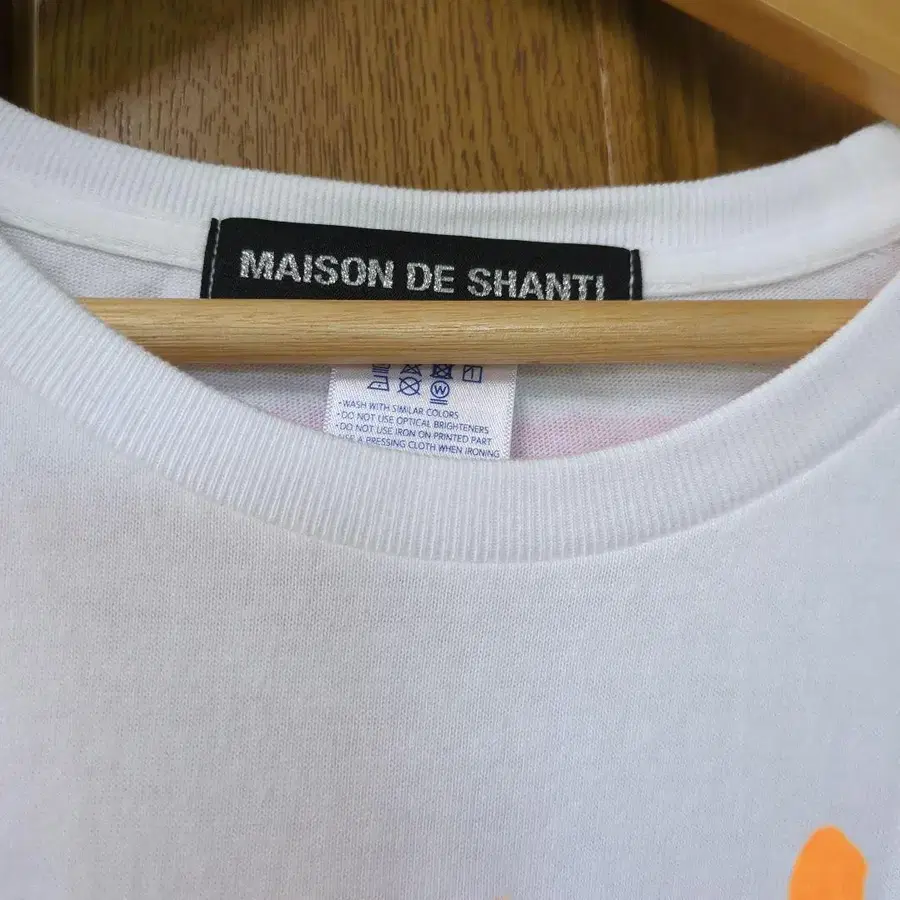 MAISON DE SHANTI
• WASH WITH SIMILAR COLORS
• DO NOT USE OPTICAL BRIGHTENERS
• DO NOT USE IRON ON PRINTED PART
USE A PRESSING CLOTH WHEN IRONING